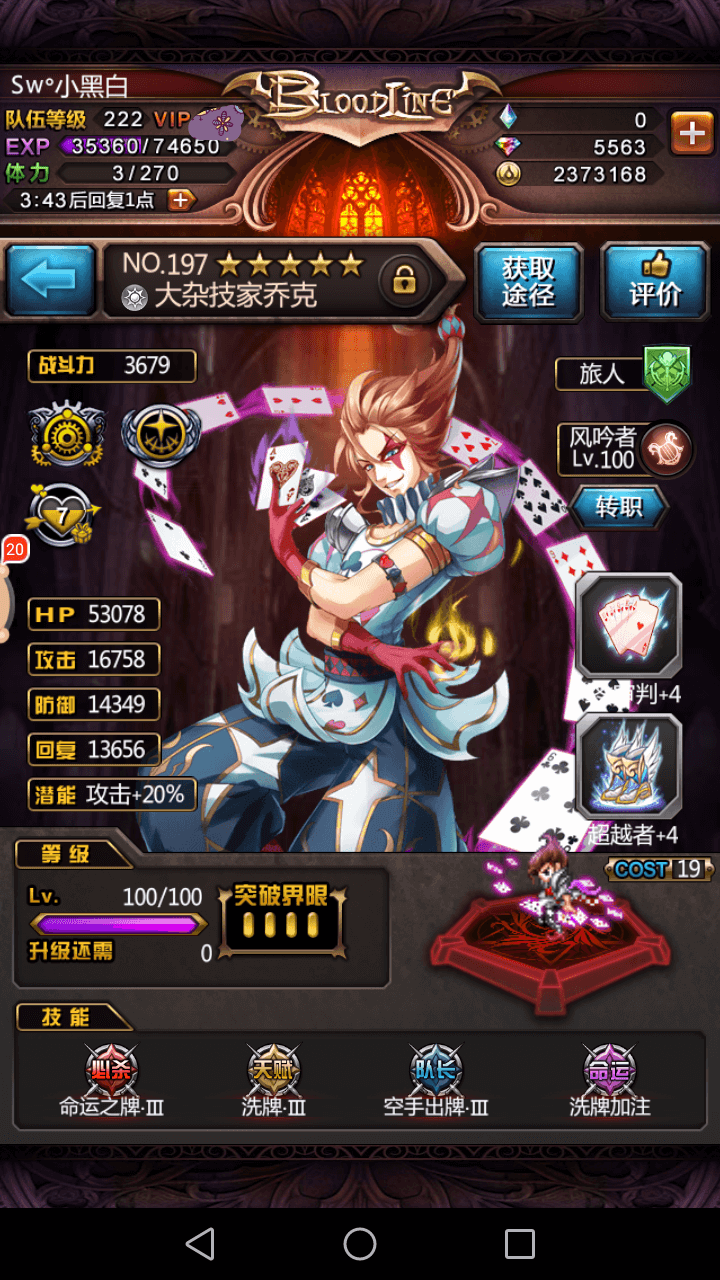 Sw°小黑白
BLOODLINE
队伍等级 222 VIP
EXP 35360/74650
体力 3/270
3:43后回复1点
0
5563
2373168
NO.197
大杂技家乔克
获取途径
评价
战斗力 3679
旅人
风吟者
Lv.100
转职
7
20
HP 53078
攻击 16758
防御 14349
回复 13656
潜能 攻击+20%
判+4
超越者+4
COST 19
等级
Lv. 100/100
突破界限
升级还需 0
技能
必杀 天赋 队长 命运
命运之牌·III 洗牌·III 空手出牌·III 洗牌加注